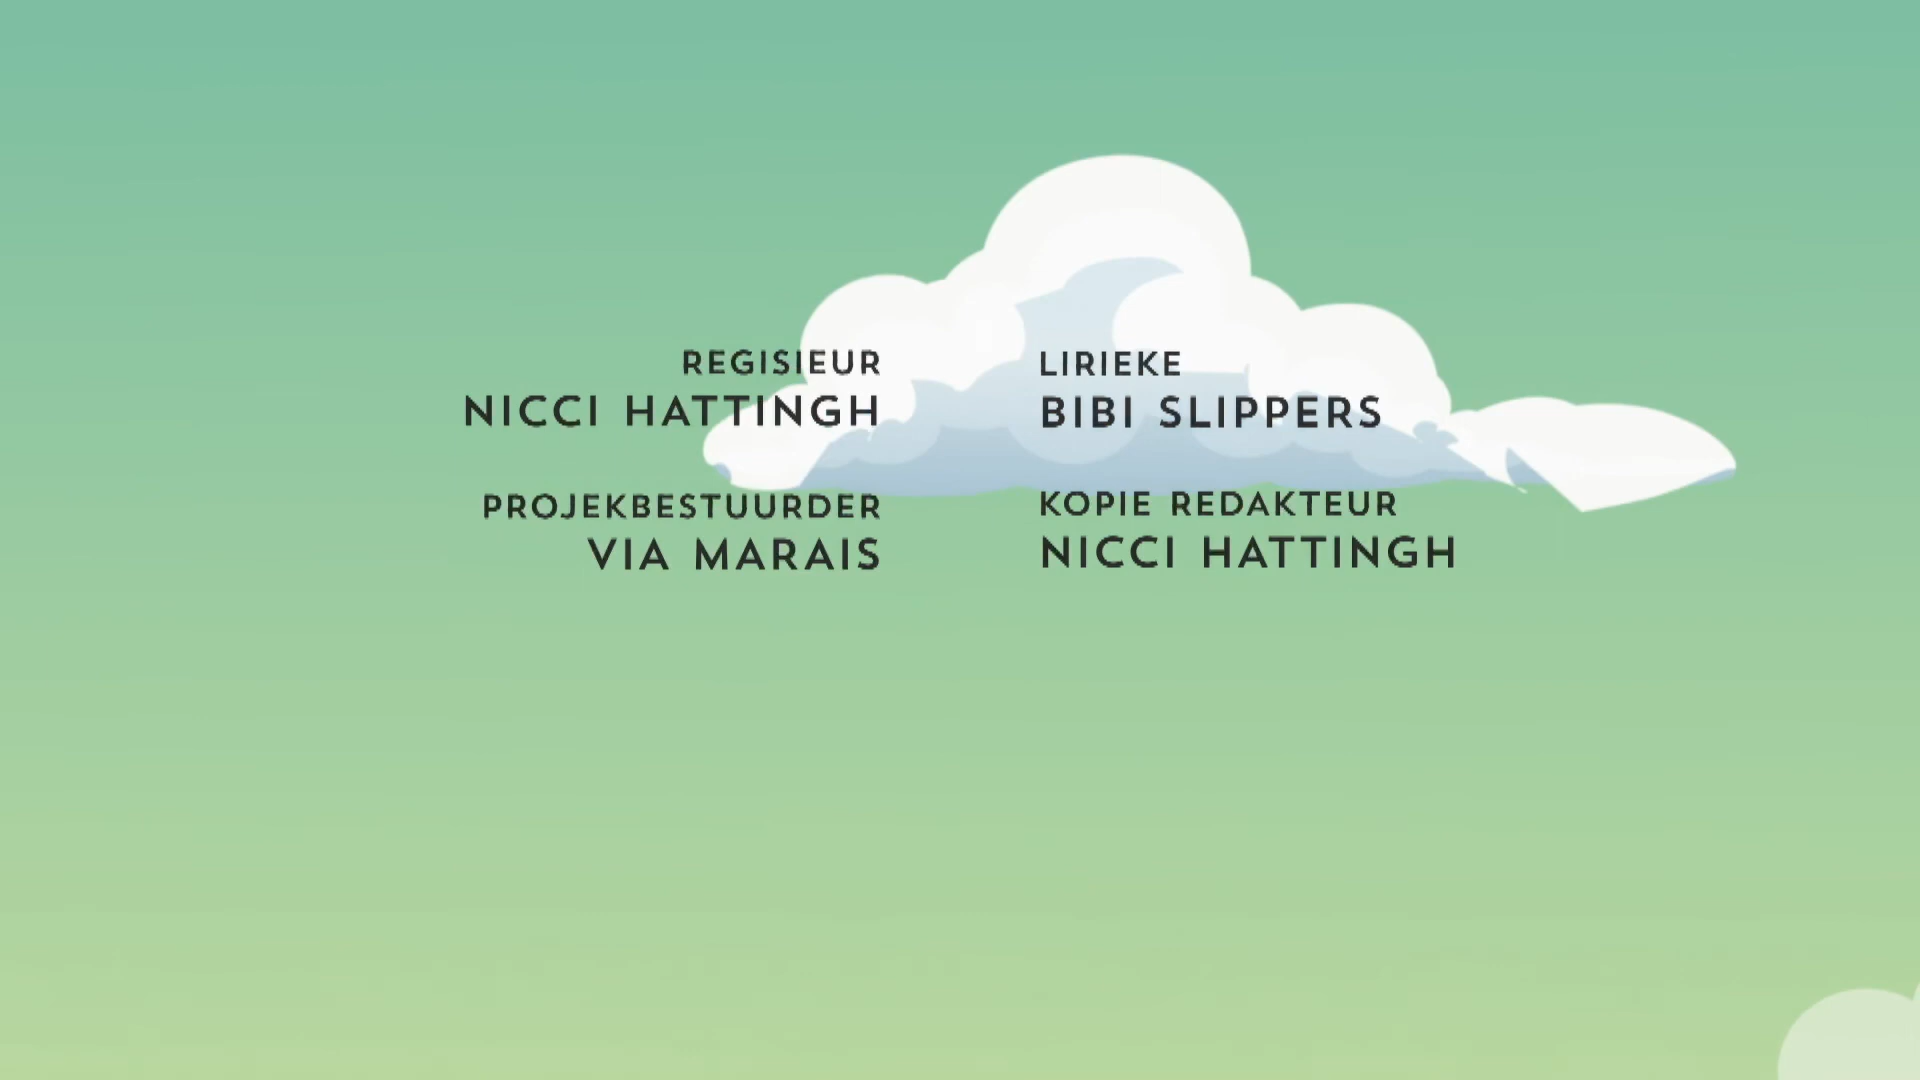 REGISIEUR
NICCI HATTINGH
PROJEKBESTUURDER
VIA MARAIS
LIRIEKE
BIBI SLIPPERS
KOPIE REDAKTEUR
NICCI HATTINGH